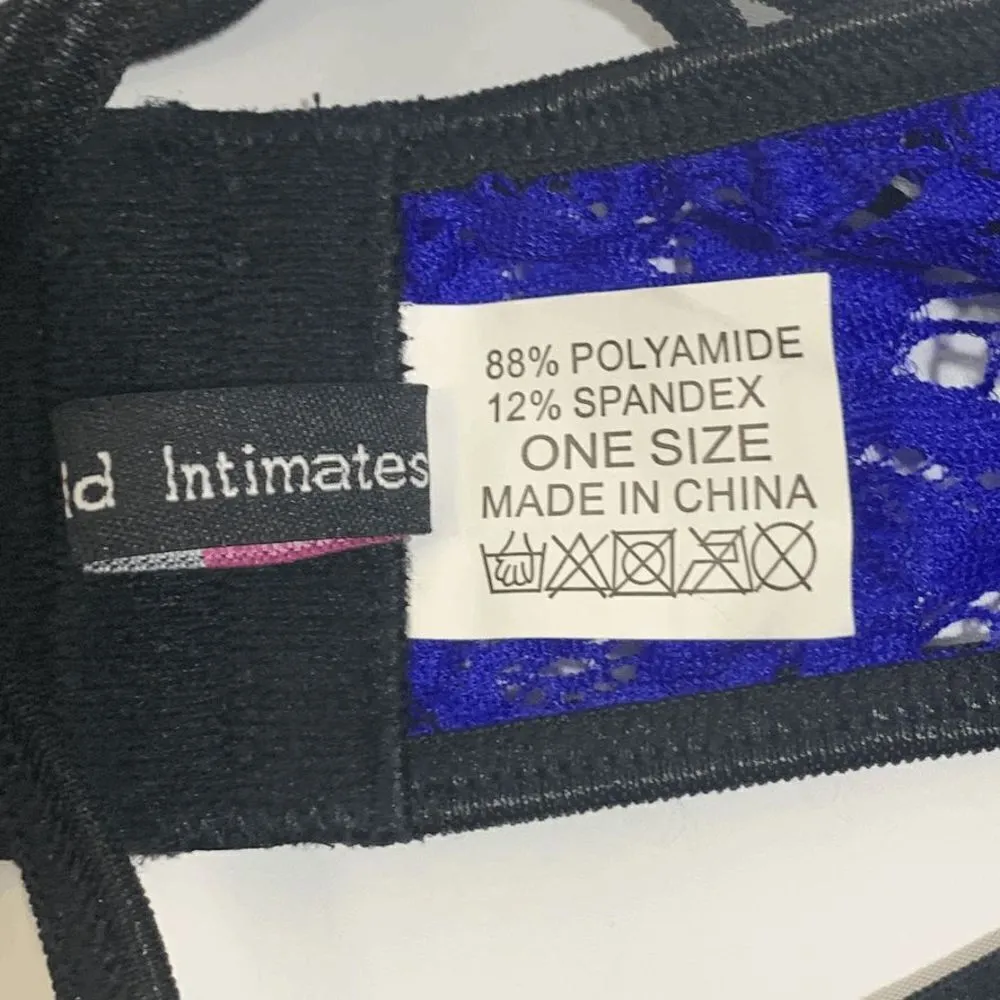 Intimates
88% POLYAMIDE
12% SPANDEX
ONE SIZE
MADE IN CHINA